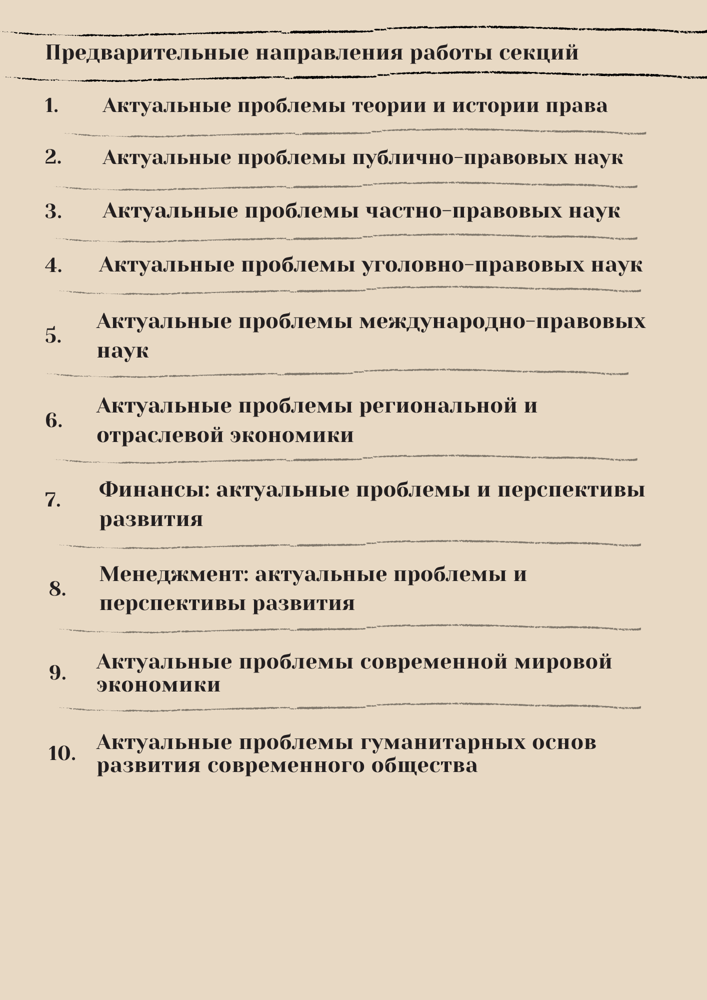 Предварительные направления работы секций
1. Актуальные проблемы теории и истории права
2. Актуальные проблемы публично-правовых наук
3. Актуальные проблемы частно-правовых наук
4. Актуальные проблемы уголовно-правовых наук
5. Актуальные проблемы международно-правовых
наук
6. Актуальные проблемы региональной и
отраслевой экономики
7. Финансы: актуальные проблемы и перспективы
развития
8. Менеджмент: актуальные проблемы и
перспективы развития
9. Актуальные проблемы современной мировой
экономики
10. Актуальные проблемы гуманитарных основ
развития современного общества